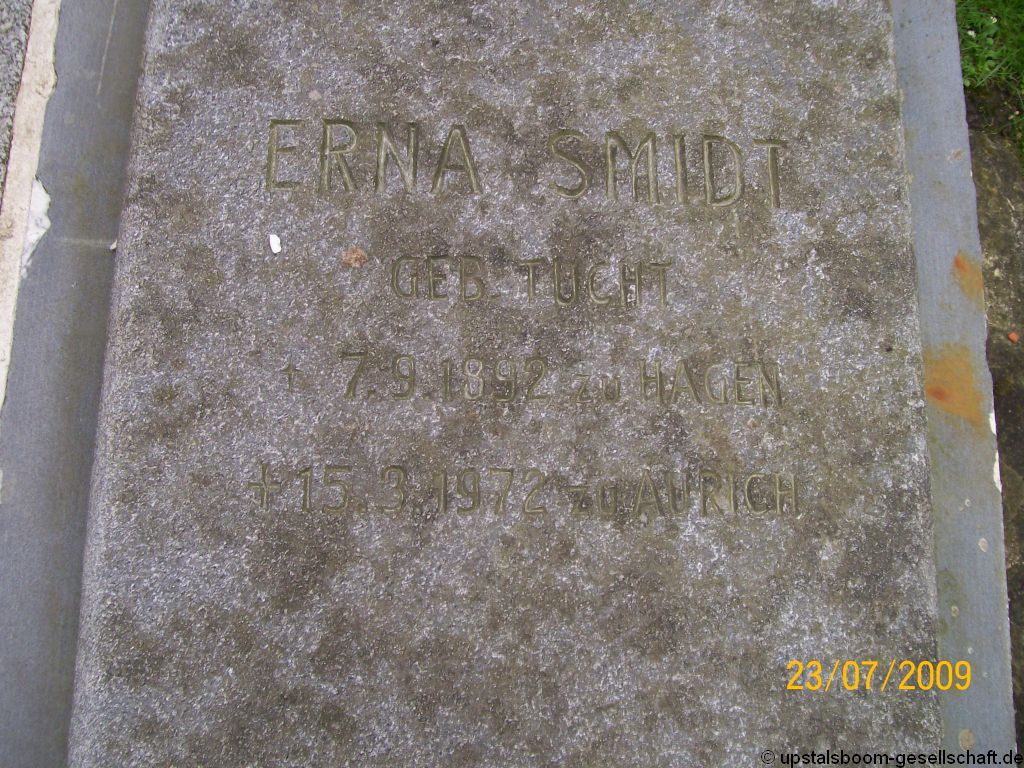 ERNA SMIDT
GEB. TUCHT
* 7.9.1892 ZU HAGEN
† 15.3.1972 ZU AURICH
23/07/2009
© upstalsboom-gesellschaft.de